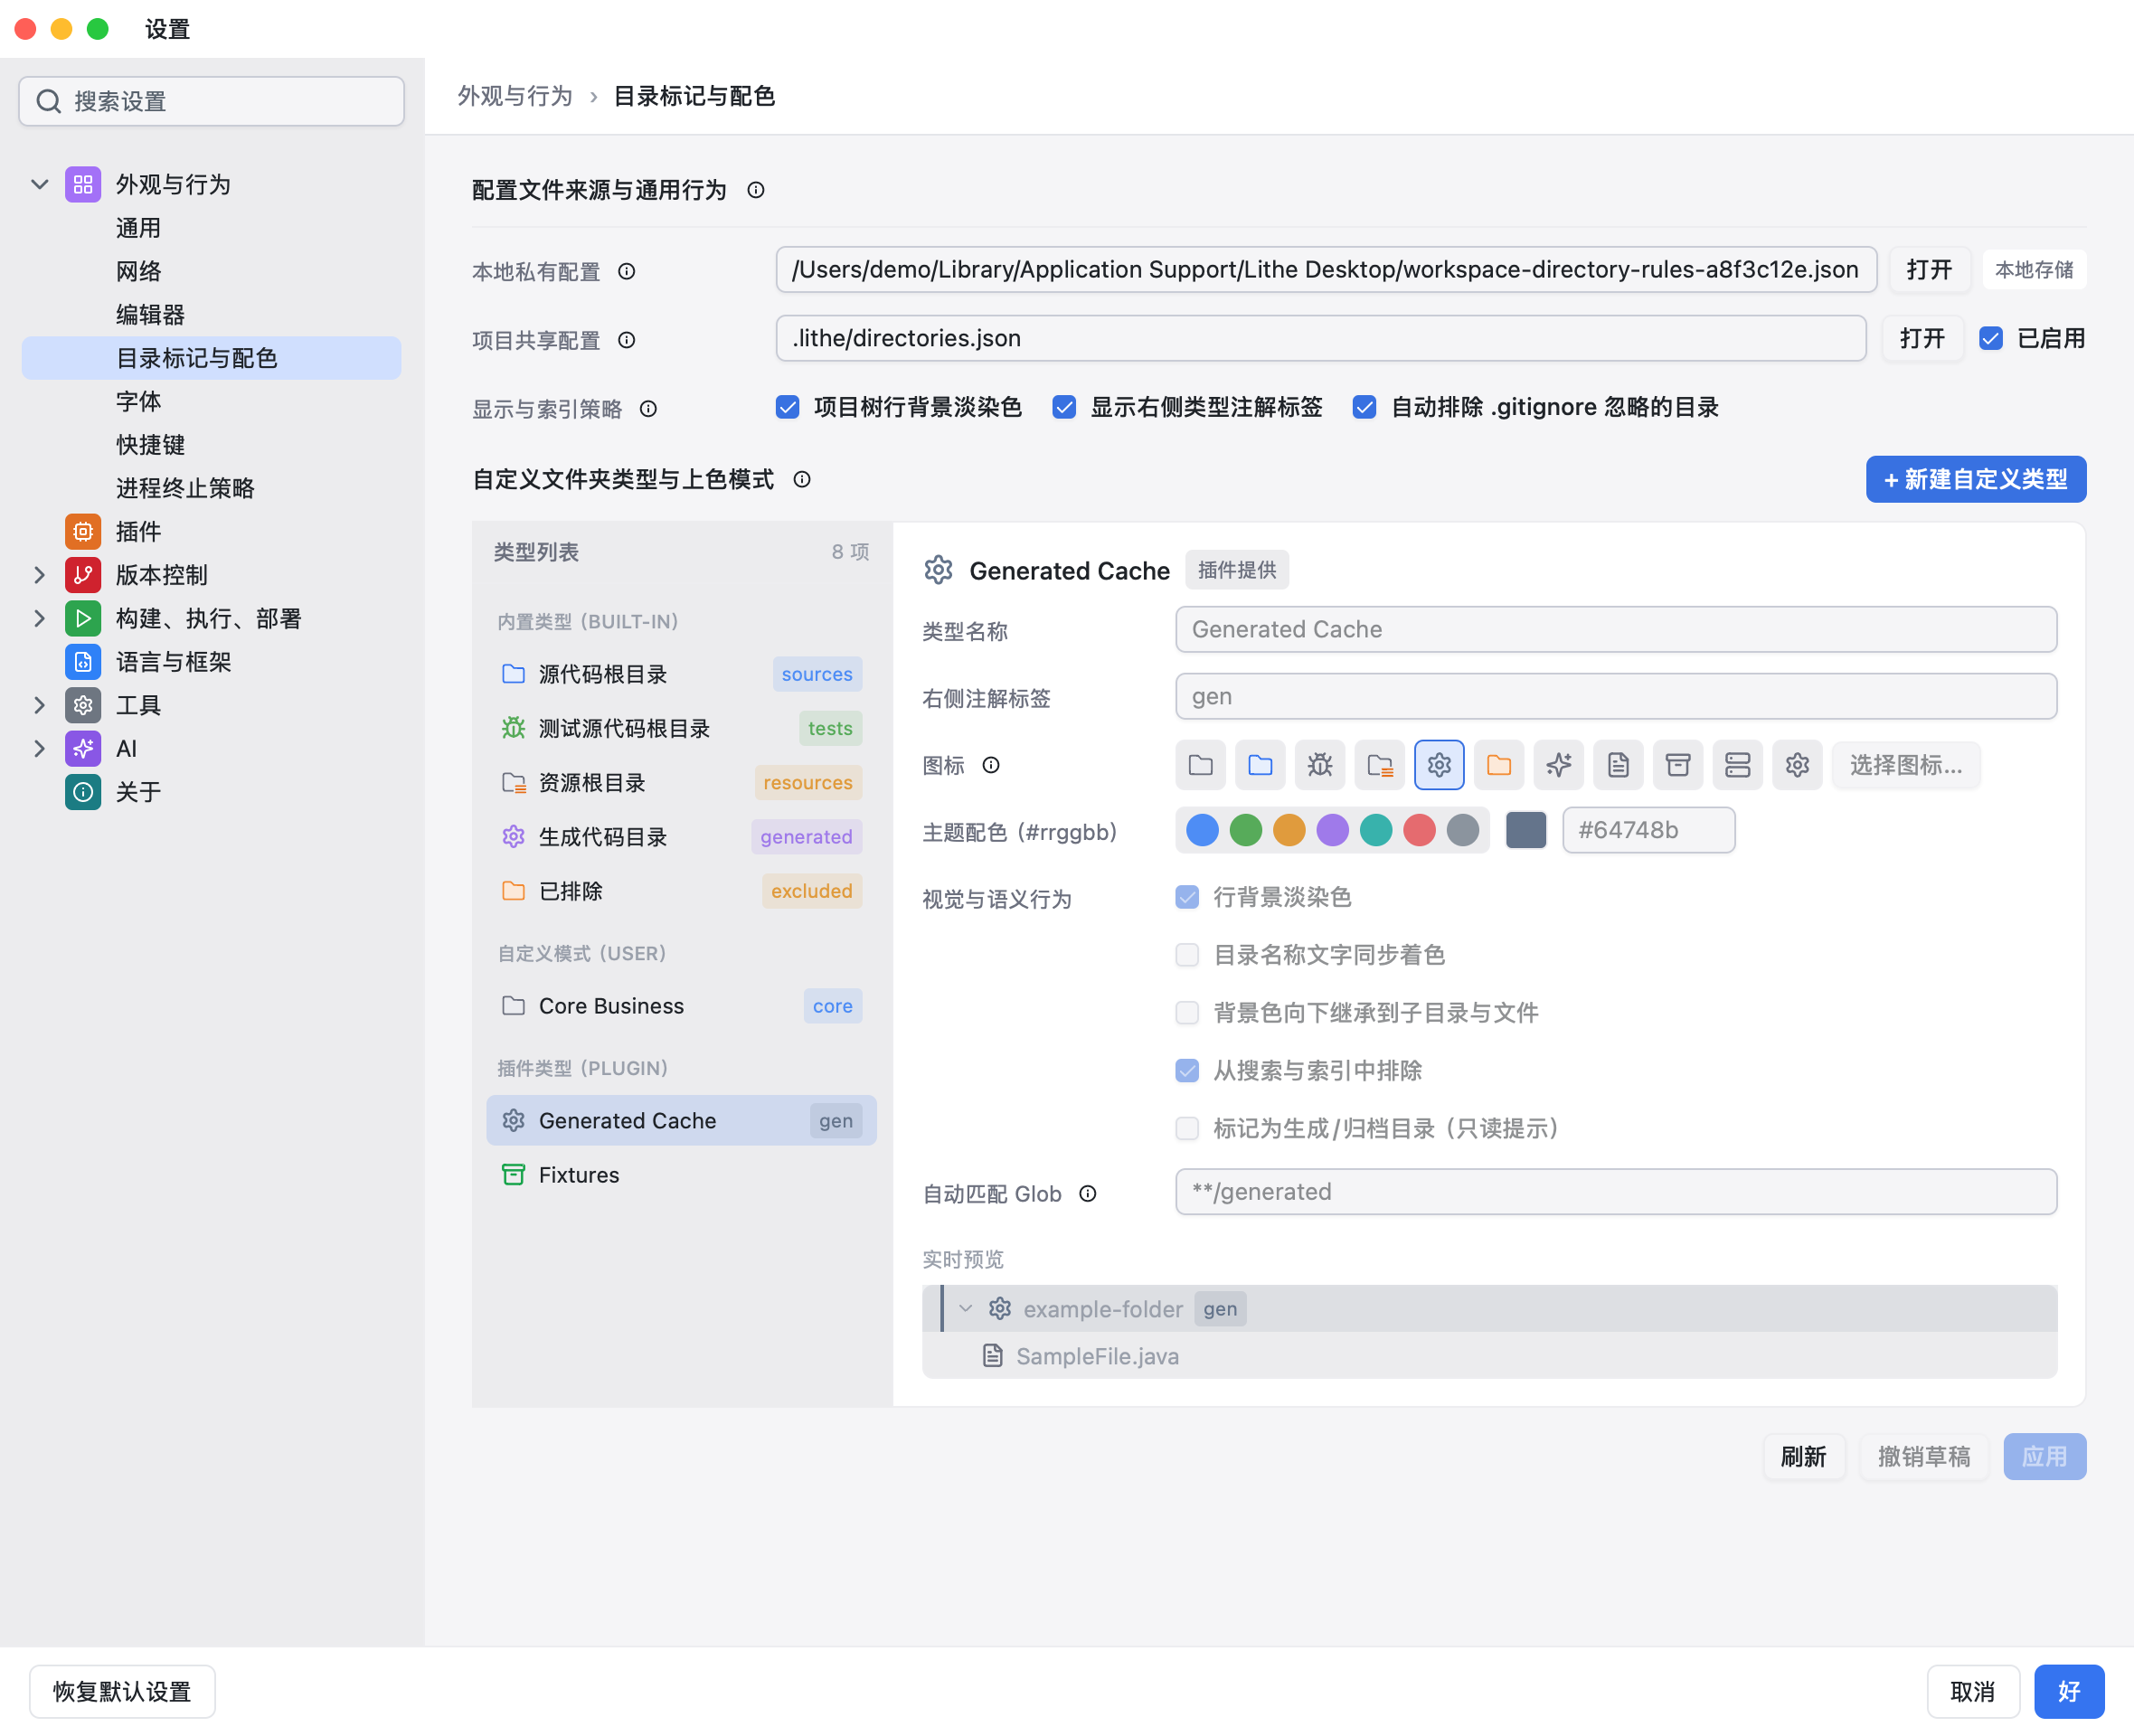 设置
搜索设置
外观与行为
通用
网络
编辑器
目录标记与配色
字体
快捷键
进程终止策略
插件
版本控制
构建、执行、部署
语言与框架
工具
AI
关于
外观与行为 › 目录标记与配色
配置文件来源与通用行为
本地私有配置 /Users/demo/Library/Application Support/Lithe Desktop/workspace-directory-rules-a8f3c12e.json 打开 本地存储
项目共享配置 .lithe/directories.json 打开 已启用
显示与索引策略 项目树行背景淡染色 显示右侧类型注解标签 自动排除 .gitignore 忽略的目录
自定义文件夹类型与上色模式 + 新建自定义类型
类型列表 8 项
内置类型 (BUILT-IN)
源代码根目录 sources
测试源代码根目录 tests
资源根目录 resources
生成代码目录 generated
已排除 excluded
自定义模式 (USER)
Core Business core
插件类型 (PLUGIN)
Generated Cache gen
Fixtures
Generated Cache 插件提供
类型名称 Generated Cache
右侧注解标签 gen
图标 选择图标...
主题配色 (#rrggbb) #64748b
视觉与语义行为 行背景淡染色
目录名称文字同步着色
背景色向下继承到子目录与文件
从搜索与索引中排除
标记为生成/归档目录（只读提示）
自动匹配 Glob **/generated
实时预览
example-folder gen
SampleFile.java
刷新 撤销草稿 应用
恢复默认设置 取消 好